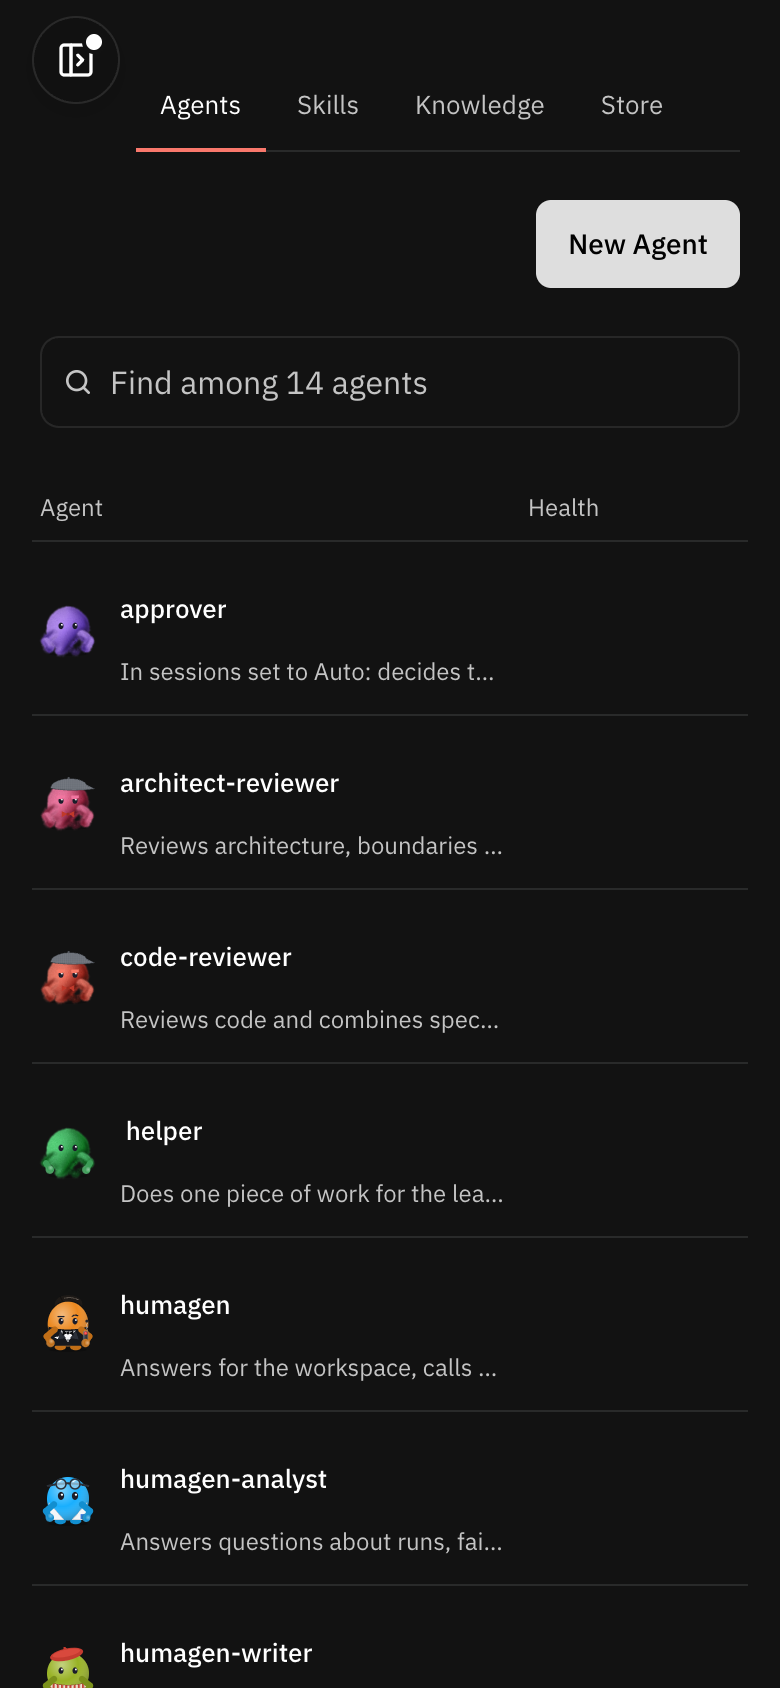 Agents Skills Knowledge Store
New Agent
Find among 14 agents
Agent Health
approver
In sessions set to Auto: decides t...
architect-reviewer
Reviews architecture, boundaries ...
code-reviewer
Reviews code and combines spec...
helper
Does one piece of work for the lea...
humagen
Answers for the workspace, calls ...
humagen-analyst
Answers questions about runs, fai...
humagen-writer